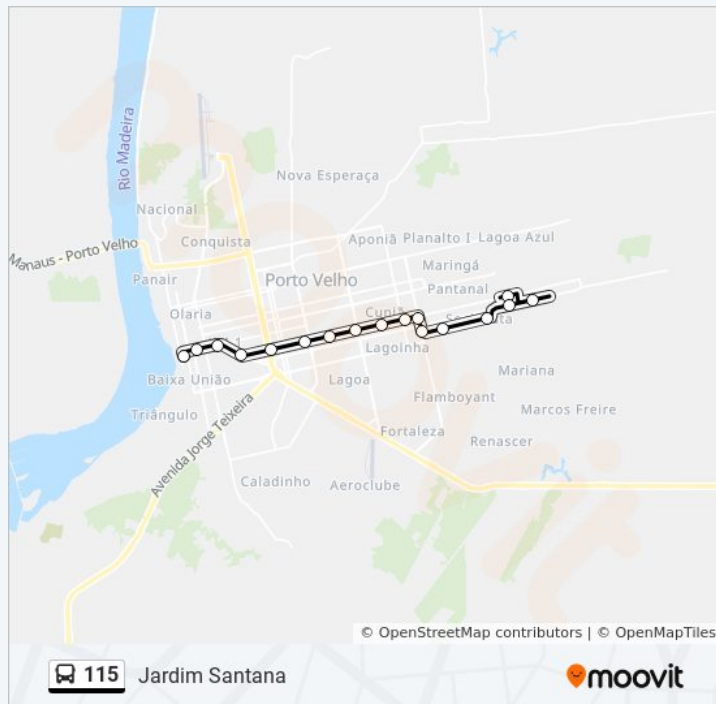 Rio Madeira
Nova Esperaça
Nacional
Conquista
Aponiã
Planalto I
Lagoa Azul
Manaus - Porto Velho
Maringá
Panair
Porto Velho
Pantanal
Olaria
Cuniã
Lagoinha
Baixa União
Lagoa
Mariana
Triângulo
Flamboyant
Marcos Freire
Avenida Jorge Teixeira
Fortaleza
Renascer
Caladinho
Aeroclube
© OpenStreetMap contributors | © OpenMapTiles
115 Jardim Santana
moovit